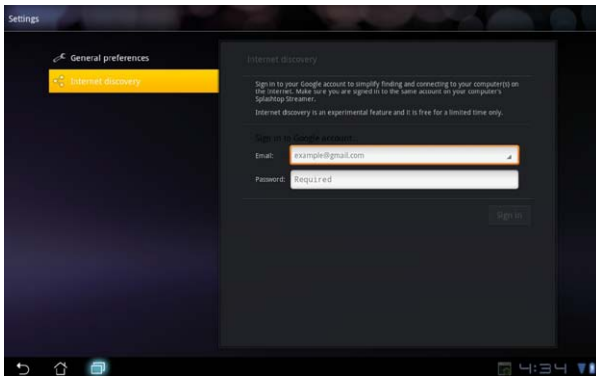 Settings
General preferences
Internet discovery
Internet discovery
Sign in to your Google account to simplify finding and connecting to your computer(s) on
the Internet. Make sure you are signed in to the same account on your computer's
Splashtop Streamer.
Internet discovery is an experimental feature and it is free for a limited time only.
Sign in to Google account
Email:
example@gmail.com
Password:
Required
Sign in
4:34